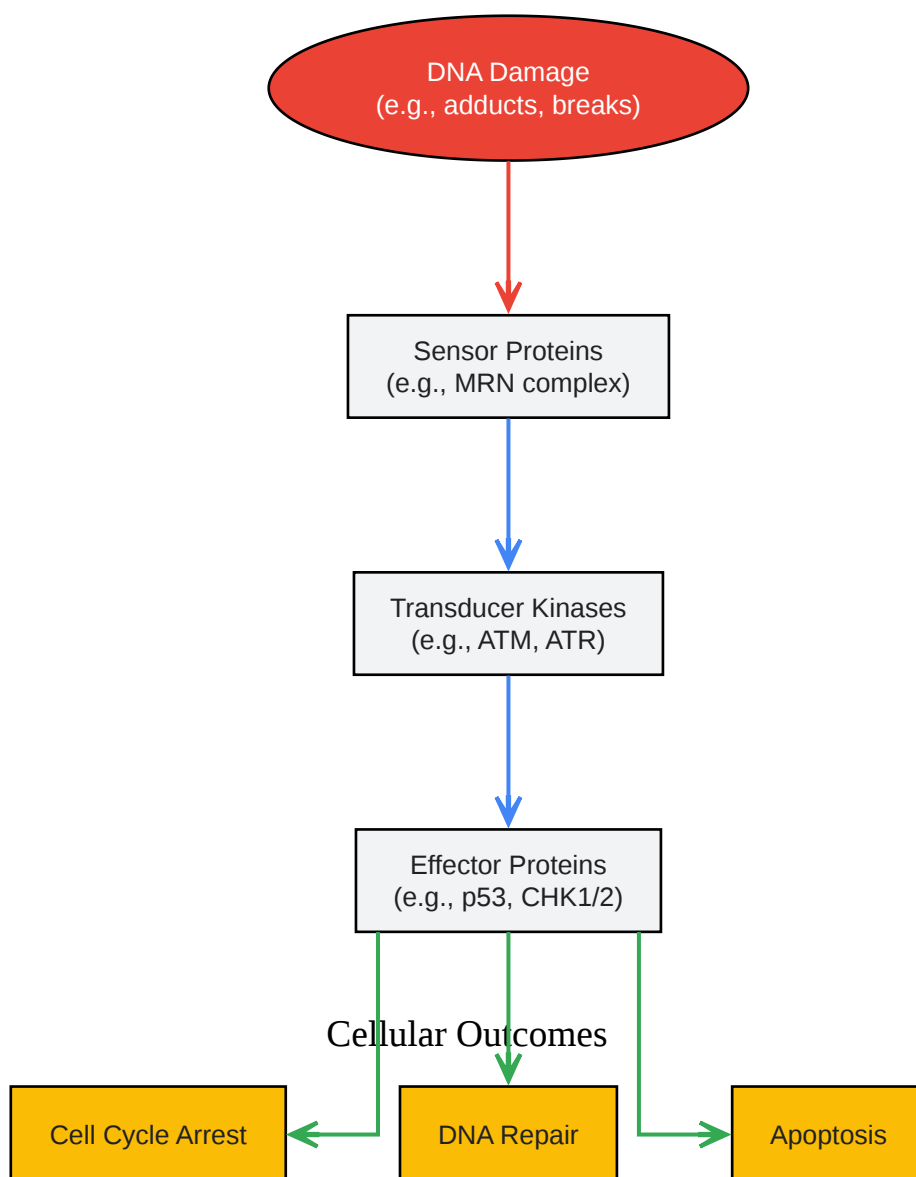 DNA Damage
(e.g., adducts, breaks)
Sensor Proteins
(e.g., MRN complex)
Transducer Kinases
(e.g., ATM, ATR)
Effector Proteins
(e.g., p53, CHK1/2)
Cellular Outcomes
Cell Cycle Arrest
DNA Repair
Apoptosis